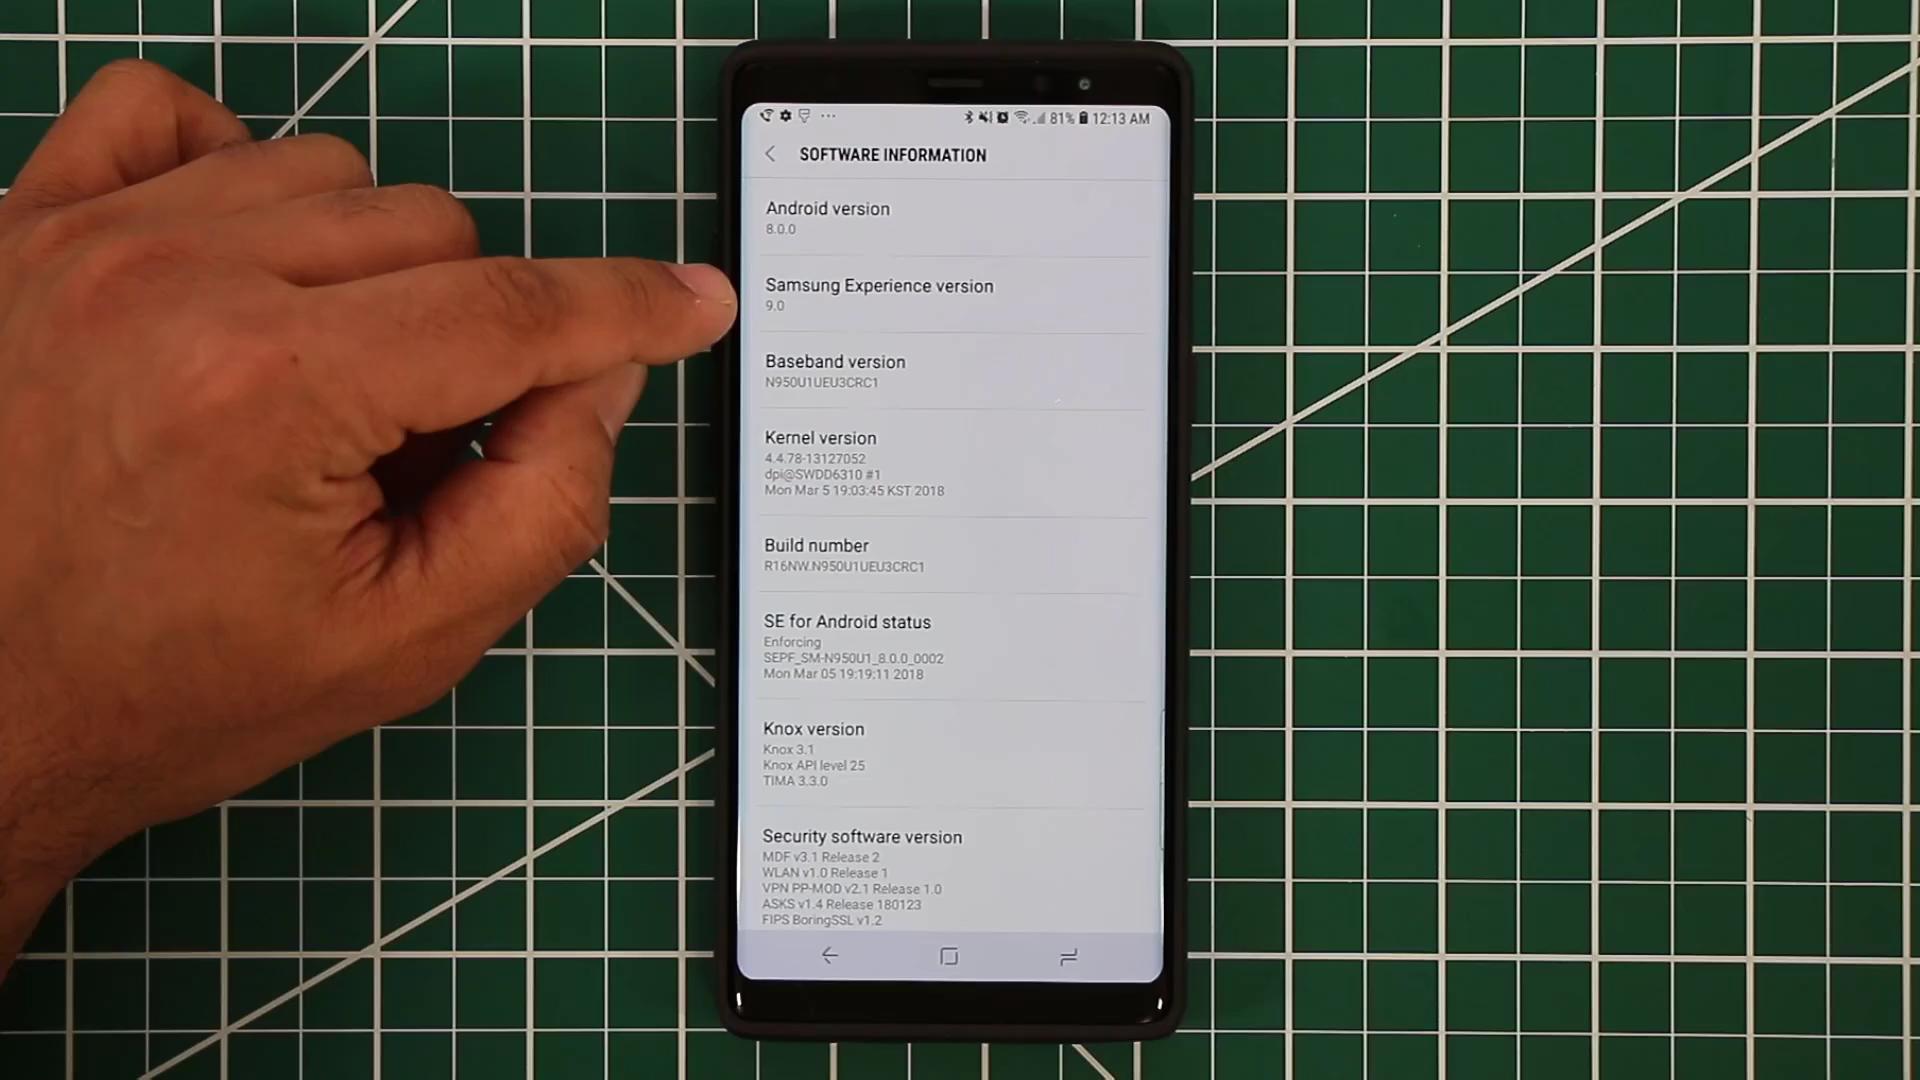 81% 12:13 AM
SOFTWARE INFORMATION
Android version
8.0.0
Samsung Experience version
9.0
Baseband version
N950U1UEU3CRC1
Kernel version
4.4.78-13127052
dpi@SWDD6310 #1
Mon Mar 5 19:03:45 KST 2018
Build number
R16NW.N950U1UEU3CRC1
SE for Android status
Enforcing
SEPF_SM-N950U1_8.0.0_0002
Mon Mar 05 19:19:11 2018
Knox version
Knox 3.1
Knox API level 25
TIMA 3.3.0
Security software version
MDF v3.1 Release 2
WLAN v1.0 Release 1
VPN PP-MOD v2.1 Release 1.0
ASKS v1.4 Release 180123
FIPS BoringSSL v1.2